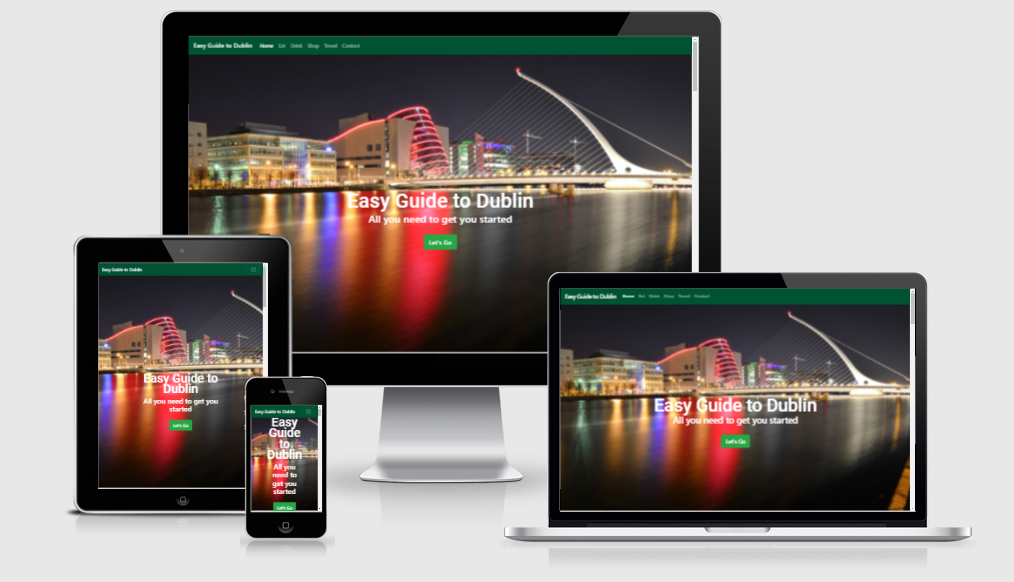 Easy Guide to Dublin Home Eat Drink Shop Travel Contact
Easy Guide to Dublin
All you need to get you started
Let's Go
Easy Guide to Dublin
Easy Guide to
Dublin
All you need to get you
started
Let's Go
Easy Guide to Dublin
Easy
Guide
to
Dublin
All you
need to
get you
started
Let's Go
Easy Guide to Dublin Home Eat Drink Shop Travel Contact
Easy Guide to Dublin
All you need to get you started
Let's Go